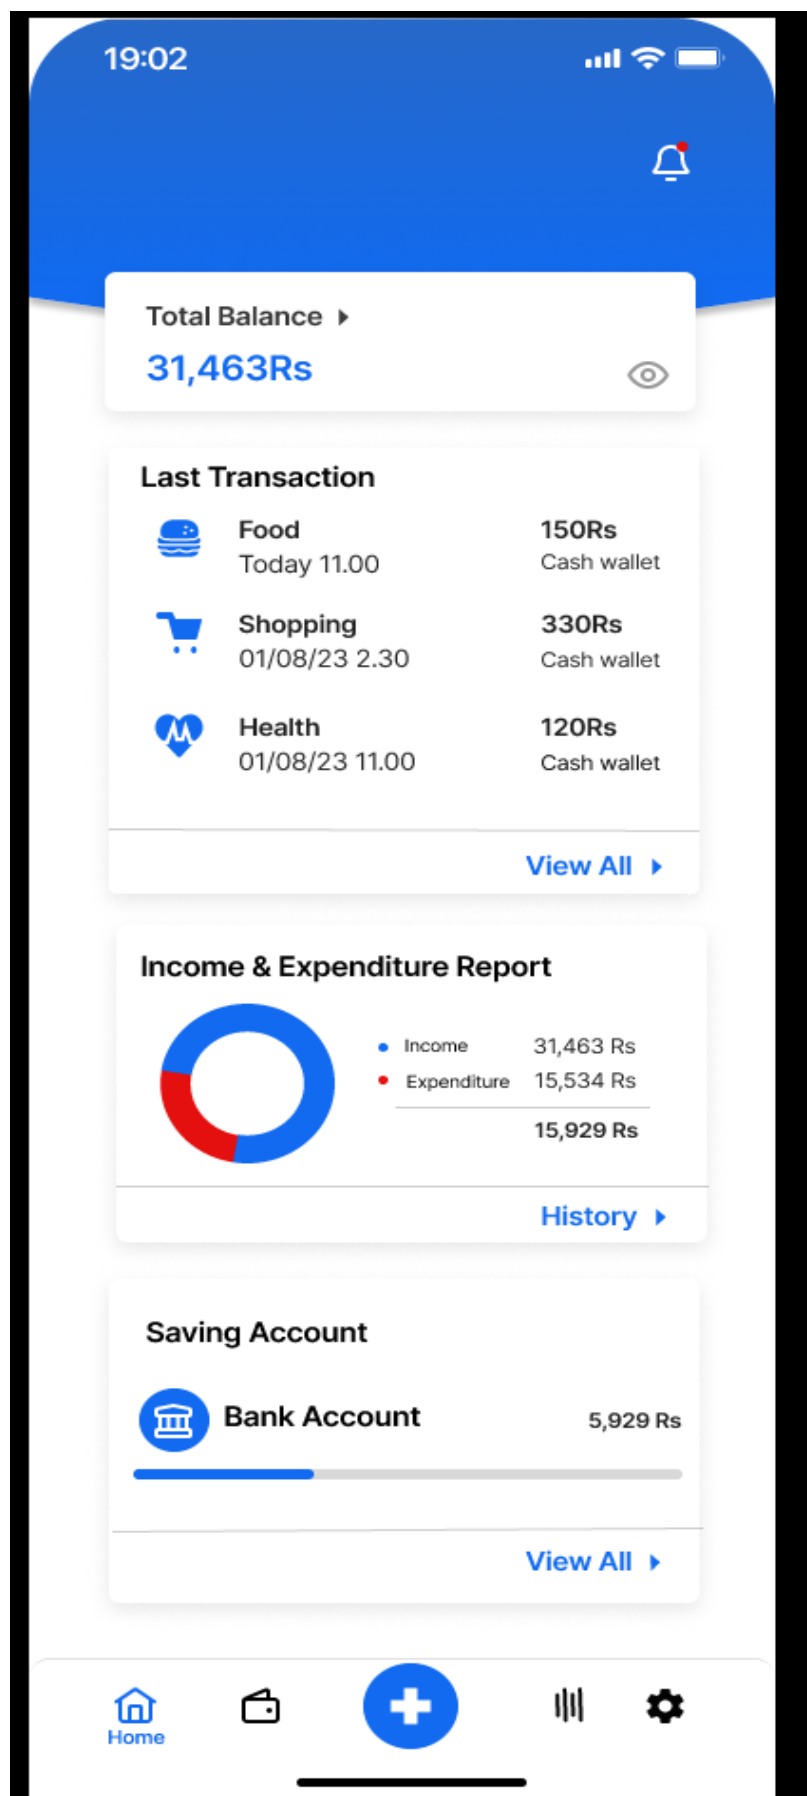 19:02
Total Balance
31,463Rs
Last Transaction
Food 150Rs
Today 11.00 Cash wallet
Shopping 330Rs
01/08/23 2.30 Cash wallet
Health 120Rs
01/08/23 11.00 Cash wallet
View All
Income & Expenditure Report
Income 31,463 Rs
Expenditure 15,534 Rs
15,929 Rs
History
Saving Account
Bank Account 5,929 Rs
View All
Home